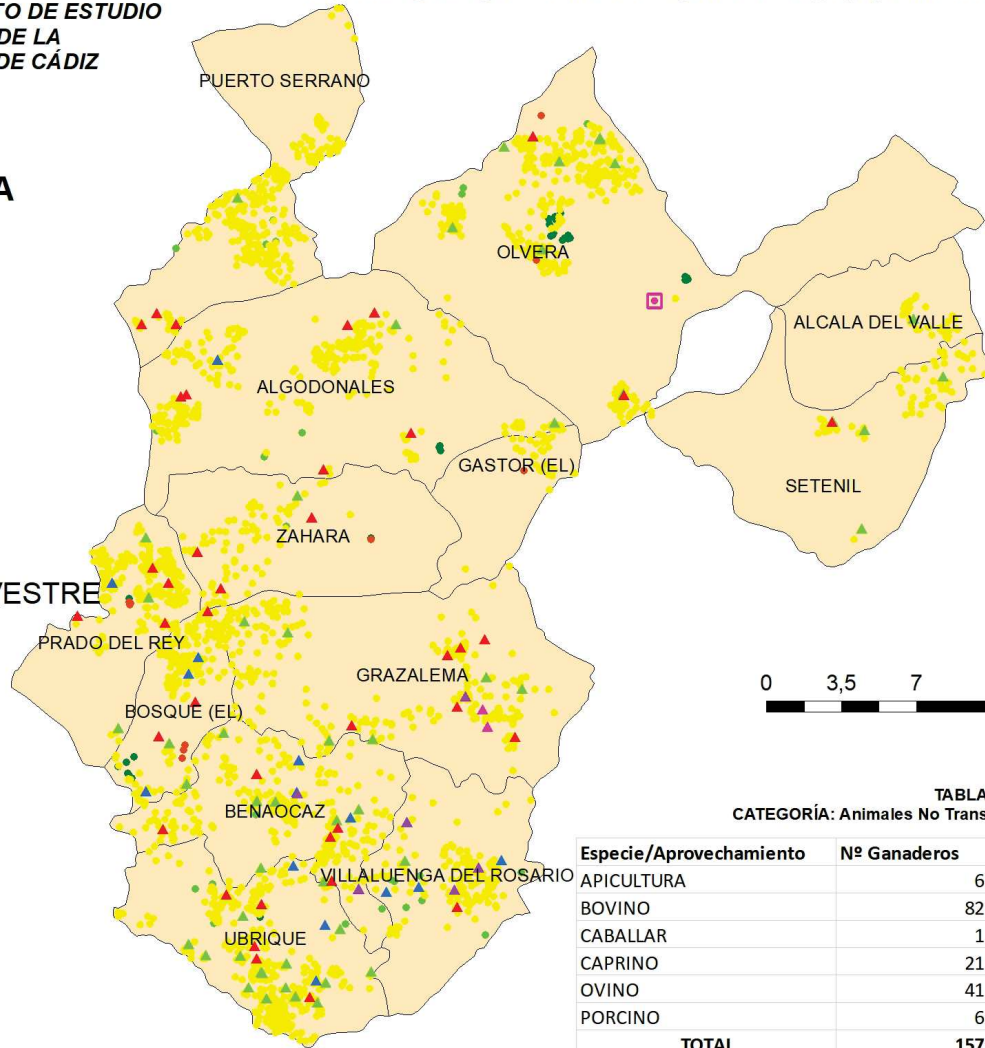 TO DE ESTUDIO
DE LA
DE CÁDIZ
A
PUERTO SERRANO
OLVERA
ALCALA DEL VALLE
ALGODONALES
GASTOR (EL)
SETENIL
ZAHARA
VESTRE
PRADO DEL REY
GRAZALEMA
BOSQUE (EL)
0 3,5 7
BENAOCAZ
VILLALUENGA DEL ROSARIO
UBRIQUE
TABLA
CATEGORÍA: Animales No Trans
Especie/Aprovechamiento Nº Ganaderos
APICULTURA 6
BOVINO 82
CABALLAR 1
CAPRINO 21
OVINO 41
PORCINO 6
TOTAL 157